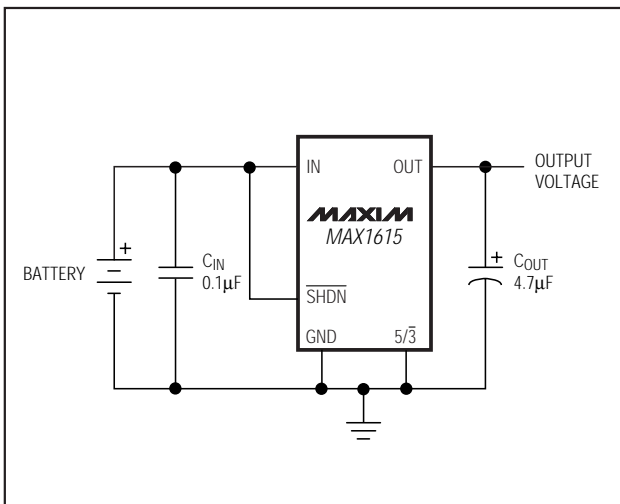 IN
OUT
OUTPUT
VOLTAGE
MAXIM
MAX1615
+
BATTERY
CIN
0.1μF
SHDN
+
COUT
4.7μF
GND
5/3